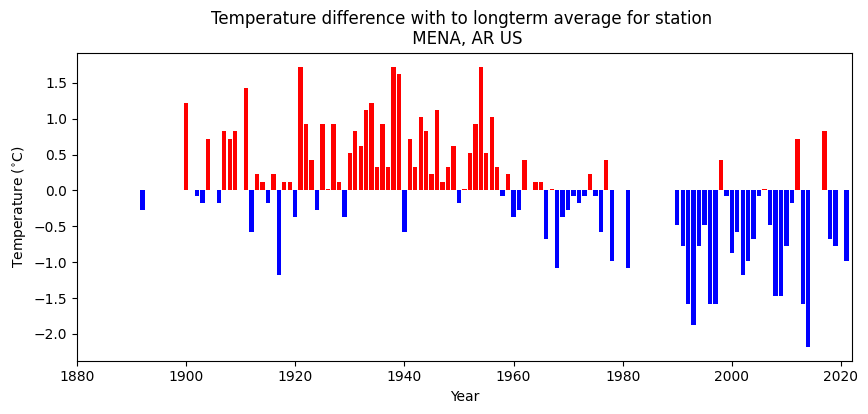 Temperature difference with to longterm average for station
MENA, AR US
Temperature (°C)
1.5
1.0
0.5
0.0
−0.5
−1.0
−1.5
−2.0
1880 1900 1920 1940 1960 1980 2000 2020
Year